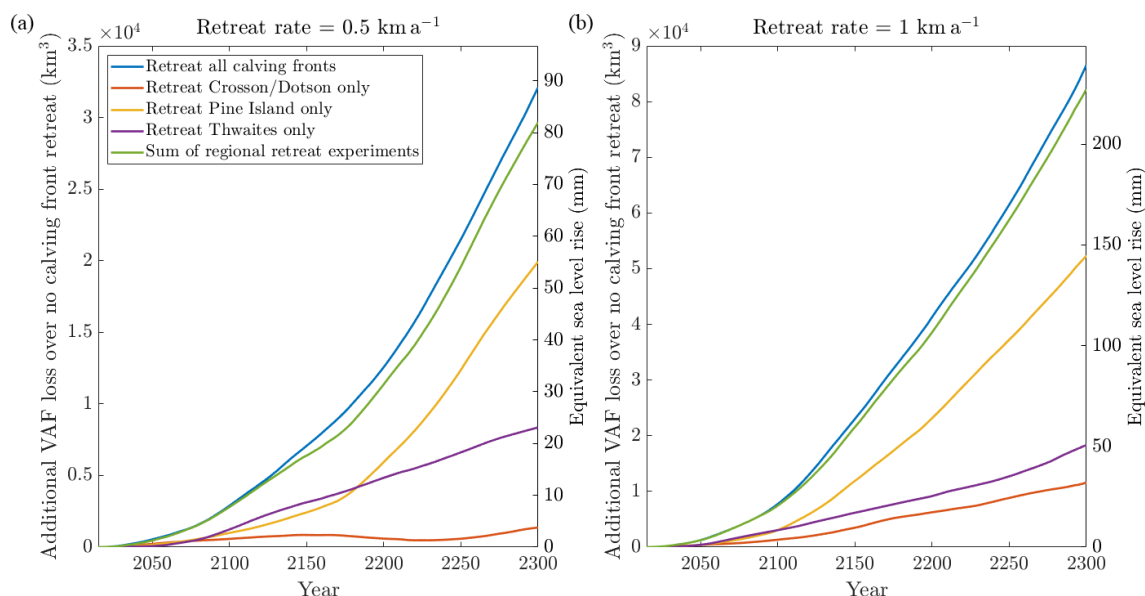 (a)
Retreat rate = 0.5 km a⁻¹
×10⁴
Additional VAF loss over no calving front retreat (km³)
3.5
3
2.5
2
1.5
1
0.5
0
Retreat all calving fronts
Retreat Crosson/Dotson only
Retreat Pine Island only
Retreat Thwaites only
Sum of regional retreat experiments
90
80
70
60
50
40
30
20
10
0
Equivalent sea level rise (mm)
2050 2100 2150 2200 2250 2300
Year
(b)
Retreat rate = 1 km a⁻¹
×10⁴
Additional VAF loss over no calving front retreat (km³)
9
8
7
6
5
4
3
2
1
0
200
150
100
50
0
Equivalent sea level rise (mm)
2050 2100 2150 2200 2250 2300
Year